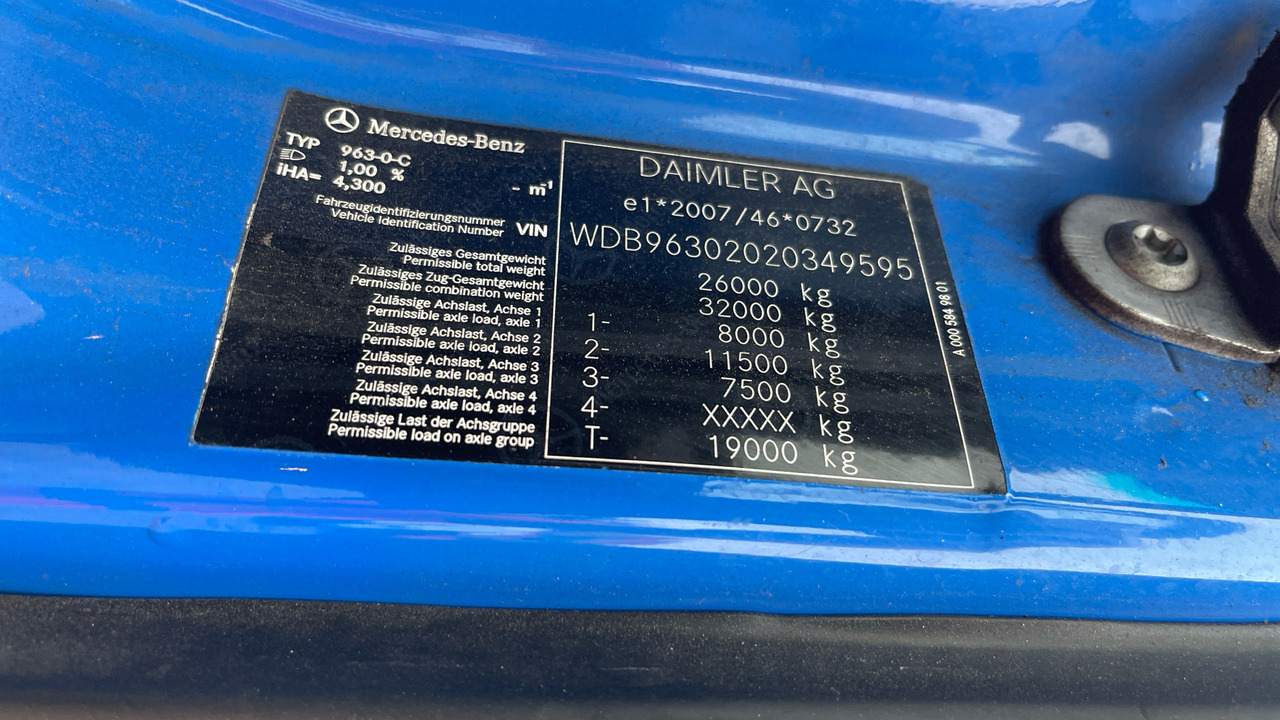 Mercedes-Benz
TYP 963-0-C
1,00 %
iHA= 4,300 - m⁻¹
Fahrzeugidentifizierungsnummer
Vehicle Identification Number VIN
Zulässiges Gesamtgewicht
Permissible total weight
Zulässiges Zug-Gesamtgewicht
Permissible combination weight
Zulässige Achslast, Achse 1
Permissible axle load, axle 1
Zulässige Achslast, Achse 2
Permissible axle load, axle 2
Zulässige Achslast, Achse 3
Permissible axle load, axle 3
Zulässige Achslast, Achse 4
Permissible axle load, axle 4
Zulässige Last der Achsgruppe
Permissible load on axle group
DAIMLER AG
e1*2007/46*0732
WDB96302020349595
26000 kg
32000 kg
1- 8000 kg
2- 11500 kg
3- 7500 kg
4- XXXXX kg
T- 19000 kg
A 000 584 98 01